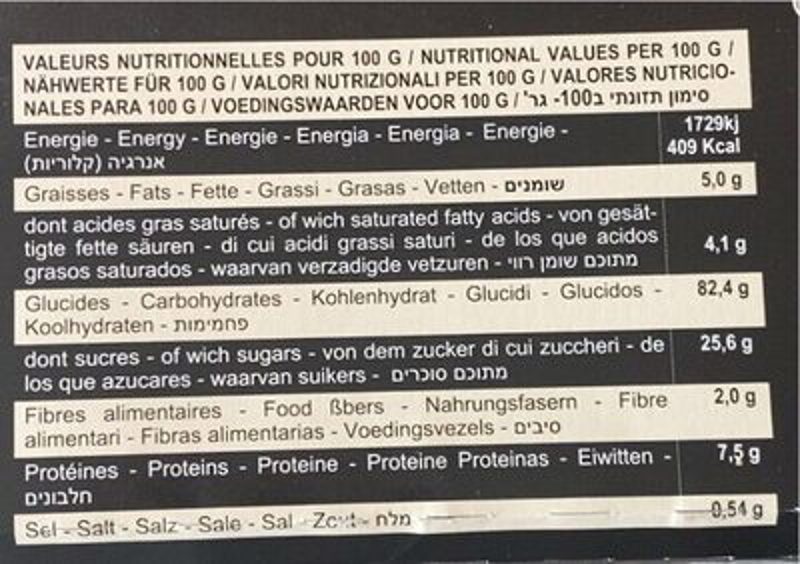 VALEURS NUTRITIONNELLES POUR 100 G / NUTRITIONAL VALUES PER 100 G /
NÄHWERTE FÜR 100 G / VALORI NUTRIZIONALI PER 100 G / VALORES NUTRICIO-
NALES PARA 100 G / VOEDINGSWAARDEN VOOR 100 G / סימון תזונתי ב100- גר'
Energie - Energy - Energie - Energia - Energia - Energie - 1729kj
אנרגיה (קלוריות) 409 Kcal
Graisses - Fats - Fette - Grassi - Grasas - Vetten - שומנים 5,0 g
dont acides gras saturés - of wich saturated fatty acids - von gesät-
tigte fette säuren - di cui acidi grassi saturi - de los que acidos 4,1 g
grasos saturados - waarvan verzadigde vetzuren - מתוכם שומן רווי
Glucides - Carbohydrates - Kohlenhydrat - Glucidi - Glucidos - 82,4 g
Koolhydraten - פחמימות
dont sucres - of wich sugars - von dem zucker di cui zuccheri - de 25,6 g
los que azucares - waarvan suikers - מתוכם סוכרים
Fibres alimentaires - Food ßbers - Nahrungsfasern - Fibre 2,0 g
alimentari - Fibras alimentarias - Voedingsvezels - סיבים
Protéines - Proteins - Proteine - Proteine Proteinas - Eiwitten - 7,5 g
חלבונים
Sel - Salt - Salz - Sale - Sal - Zout - מלח 0,54 g